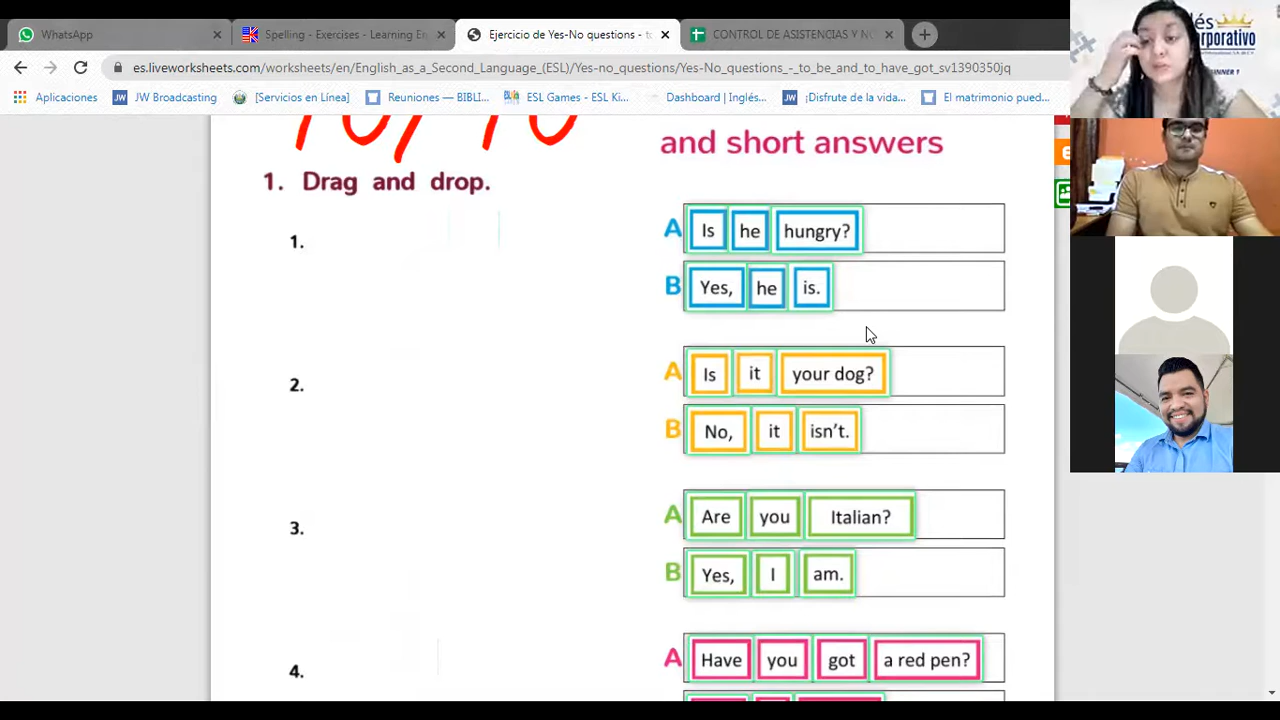 WhatsApp
Spelling - Exercises - Learning En
Ejercicio de Yes-No questions - to
CONTROL DE ASISTENCIAS Y NO
es.liveworksheets.com/worksheets/en/English_as_a_Second_Language_(ESL)/Yes-no_questions/Yes-No_questions_-_to_be_and_to_have_got_sv1390350jq
Aplicaciones
JW Broadcasting
[Servicios en Línea]
Reuniones — BIBLI...
ESL Games - ESL Ki...
Dashboard | Inglés...
¡Disfrute de la vida...
El matrimonio pued...
10/10
and short answers
1. Drag and drop.
1.
A Is he hungry?
B Yes, he is.
2.
A Is it your dog?
B No, it isn't.
3.
A Are you Italian?
B Yes, I am.
4.
A Have you got a red pen?